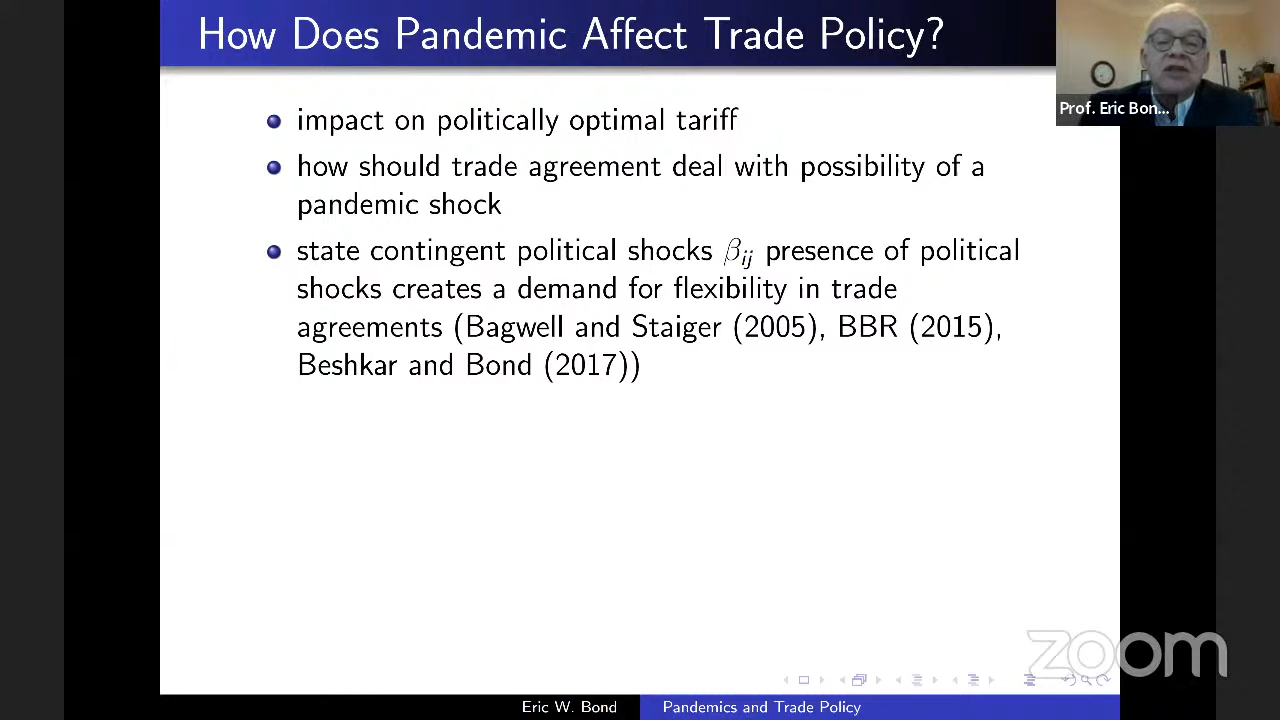 How Does Pandemic Affect Trade Policy?
Prof. Eric Bon...
impact on politically optimal tariff
how should trade agreement deal with possibility of a
pandemic shock
state contingent political shocks βij presence of political
shocks creates a demand for flexibility in trade
agreements (Bagwell and Staiger (2005), BBR (2015),
Beshkar and Bond (2017))
zoom
Eric W. Bond
Pandemics and Trade Policy